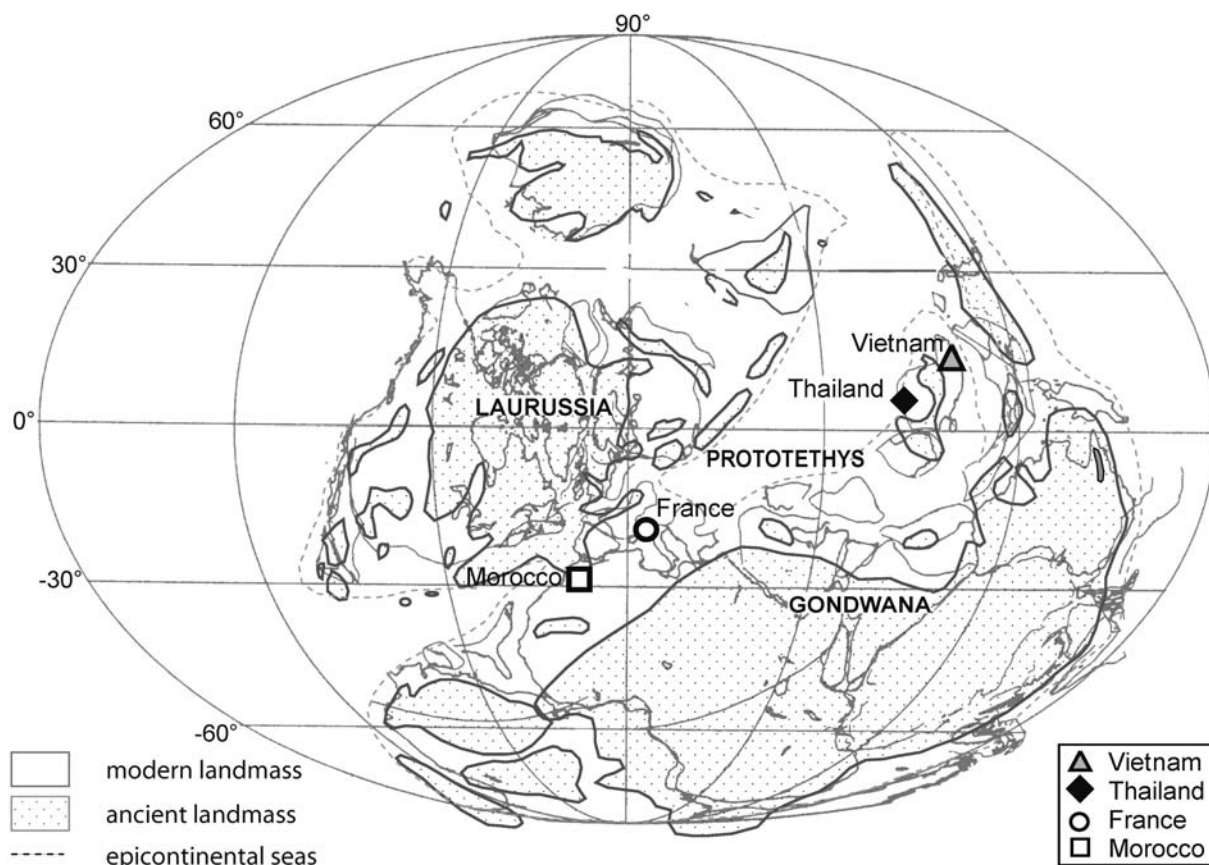 90°
60°
30°
Vietnam
Thailand
LAURUSSIA
0°
PROTOTETHYS
France
Morocco
-30°
GONDWANA
-60°
modern landmass
ancient landmass
epicontinental seas
Vietnam
Thailand
France
Morocco